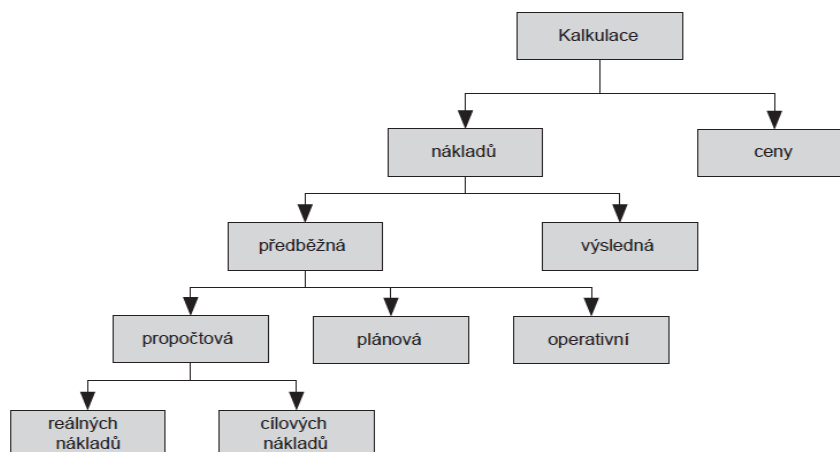 Kalkulace
nákladů
ceny
předběžná
výsledná
propočtová
plánová
operativní
reálných
nákladů
cílových
nákladů